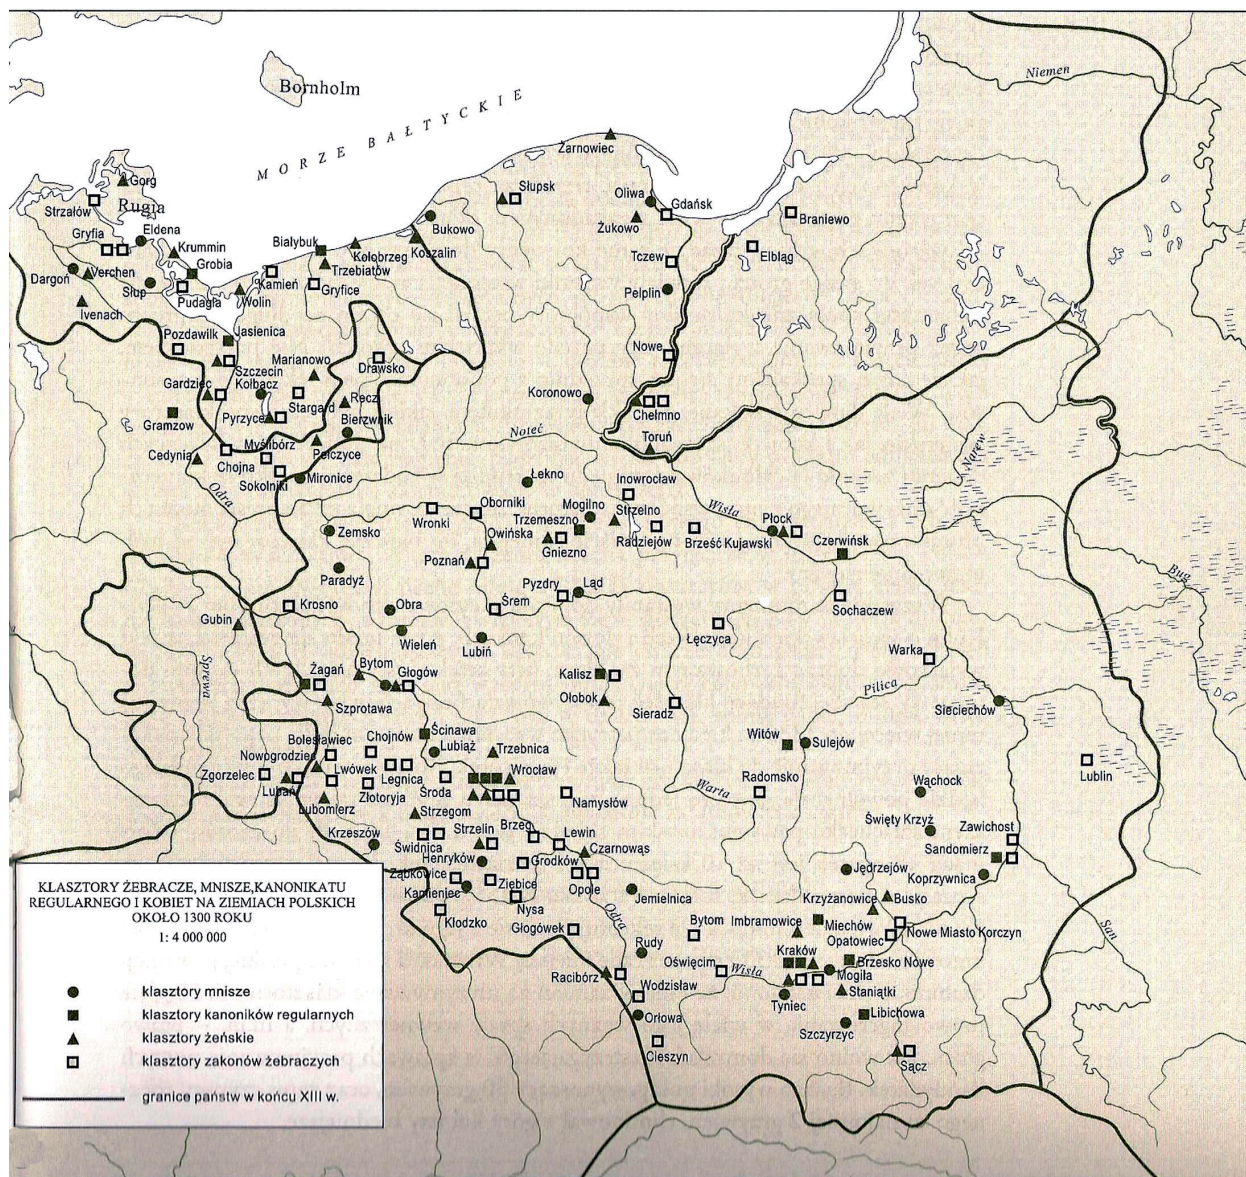 Niemen
Bornholm
MORZE BAŁTYCKIE
Żarnowiec
Gorg
Rugia
Strzałów
Słupsk
Oliwa
Gdańsk
Braniewo
Gryfia
Eldena
Krummin
Białybuk
Kołobrzeg
Bukowo
Koszalin
Żukowo
Elbląg
Dargoń
Verchen
Grobia
Trzebiatów
Tczew
Słup
Pudagla
Wolin
Kamień
Gryfice
Pelplin
Ivenach
Pozdawilk
Jasienica
Szczecin
Marianowo
Drawsko
Nowe
Gardziec
Kołbacz
Stargard
Recz
Koronowo
Chełmno
Gramzow
Pyrzyce
Bierzwnik
Toruń
Cedynia
Chojna
Myślibórz
Pełczyce
Noteć
Narew
Sokolniki
Mironice
Odra
Łekno
Inowrocław
Wisła
Wronki
Oborniki
Mogilno
Strzelno
Trzemeszno
Zemsko
Owińska
Gniezno
Radziejów
Brześć Kujawski
Płock
Czerwińsk
Poznań
Paradyż
Bug
Krosno
Obra
Śrem
Pyzdry
Ląd
Sochaczew
Gubin
Wieleń
Lubiń
Łęczyca
Warka
Sprewa
Żagań
Bytom
Głogów
Kalisz
Pilica
Szprotawa
Ołobok
Sieradz
Sieciechów
Ścinawa
Bolesławiec
Chojnów
Lubiąż
Trzebnica
Witów
Sulejów
Nowogrodziec
Zgorzelec
Lwówek
Legnica
Wrocław
Lublin
Lubań
Złotoryja
Środa
Namysłów
Warta
Radomsko
Wąchock
Lubomierz
Strzegom
Krzeszów
Świdnica
Strzelin
Brzeg
Lewin
Czarnowąs
Święty Krzyż
Zawichost
Sandomierz
Henryków
Grodków
Jędrzejów
Koprzywnica
Ząbkowice
Ziębice
Opole
Kamieniec
Nysa
Jemielnica
Krzyżanowice
Busko
Kłodzko
Odra
Bytom
Imbramowice
Miechów
San
Głogówek
Opatowiec
Nowe Miasto Korczyn
Rudy
Kraków
Brzesko Nowe
Oświęcim
Wisła
Mogiła
Racibórz
Wodzisław
Tyniec
Staniątki
Orłowa
Szczyrzyc
Libichowa
Cieszyn
Sącz
KLASZTORY ŻEBRACZE, MNISZE,KANONIKATU
REGULARNEGO I KOBIET NA ZIEMIACH POLSKICH
OKOŁO 1300 ROKU
1: 4 000 000
klasztory mnisze
klasztory kanoników regularnych
klasztory żeńskie
klasztory zakonów żebraczych
granice państw w końcu XIII w.